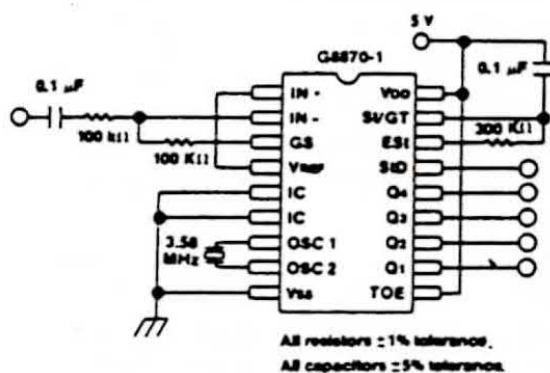 5 V
G8870-1
0.1 µF
0.1 µF
100 kΩ
100 KΩ
300 KΩ
IN -
IN -
GS
VREF
IC
IC
OSC 1
OSC 2
VSS
3.58
MHz
VDD
St/GT
ESt
StD
Q4
Q3
Q2
Q1
TOE
All resistors ±1% tolerance.
All capacitors ±5% tolerance.